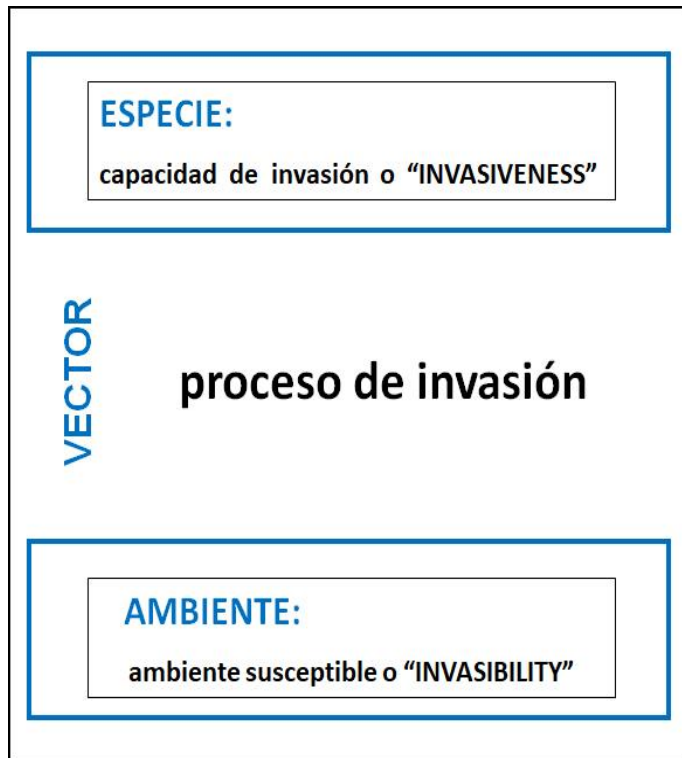 ESPECIE:
capacidad de invasión o “INVASIVENESS”
VECTOR
proceso de invasión
AMBIENTE:
ambiente susceptible o “INVASIBILITY”